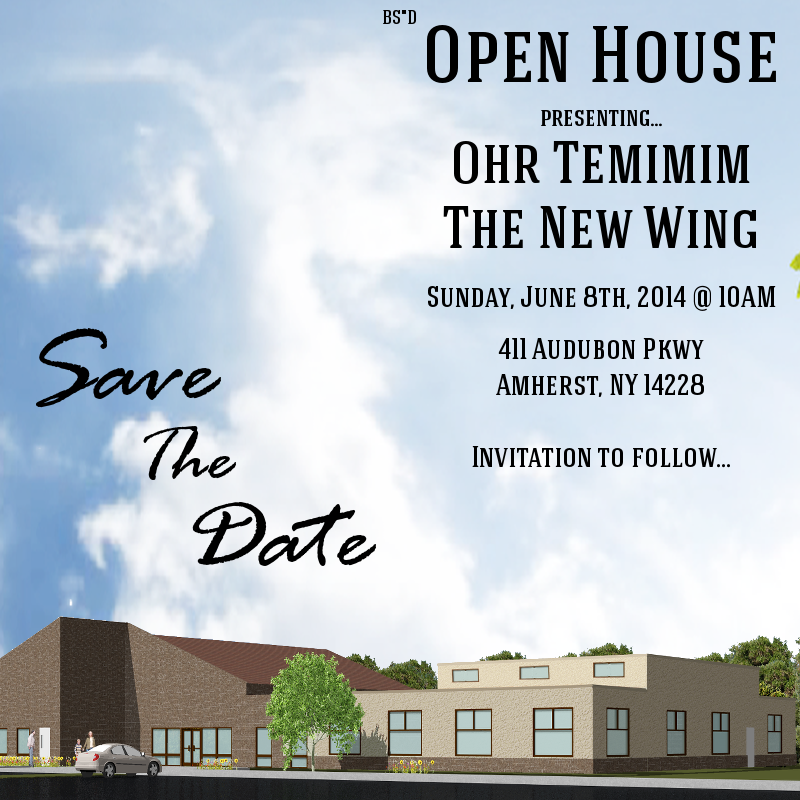 BS"D
Open House
presenting...
Ohr Temimim
The New Wing
Sunday, June 8th, 2014 @ 10AM
411 Audubon Pkwy
Amherst, NY 14228
Invitation to follow...
Save
The
Date